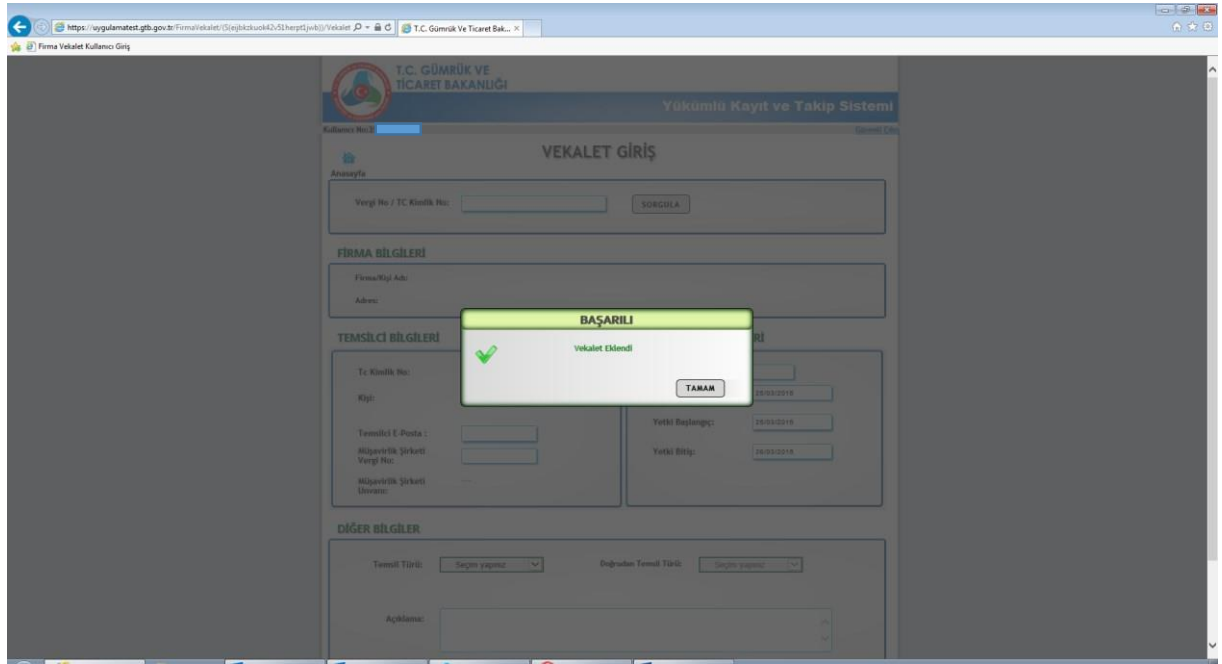 https://uygulamatest.gtb.gov.tr/FirmaVekalet/
T.C. Gümrük Ve Ticaret Bak...
Firma Vekalet Kullanıcı Giriş
T.C. GÜMRÜK VE
TİCARET BAKANLIĞI
Yükümlü Kayıt ve Takip Sistemi
Kullanıcı No:
VEKALET GİRİŞ
Anasayfa
Vergi No / TC Kimlik No:
SORGULA
FİRMA BİLGİLERİ
Firma/Kişi Adı:
Adres:
BAŞARILI
Vekalet Eklendi
TAMAM
TEMSİLCİ BİLGİLERİ
Tc Kimlik No:
Kişi:
Yetki Başlangıç:
Temsilci E-Posta :
Müşavirlik Şirketi
Vergi No:
Yetki Bitiş:
Müşavirlik Şirketi
Unvanı:
DİĞER BİLGİLER
Temsil Türü:
Seçim yapınız
Doğrudan Temsil Türü:
Seçim yapınız
Açıklama: